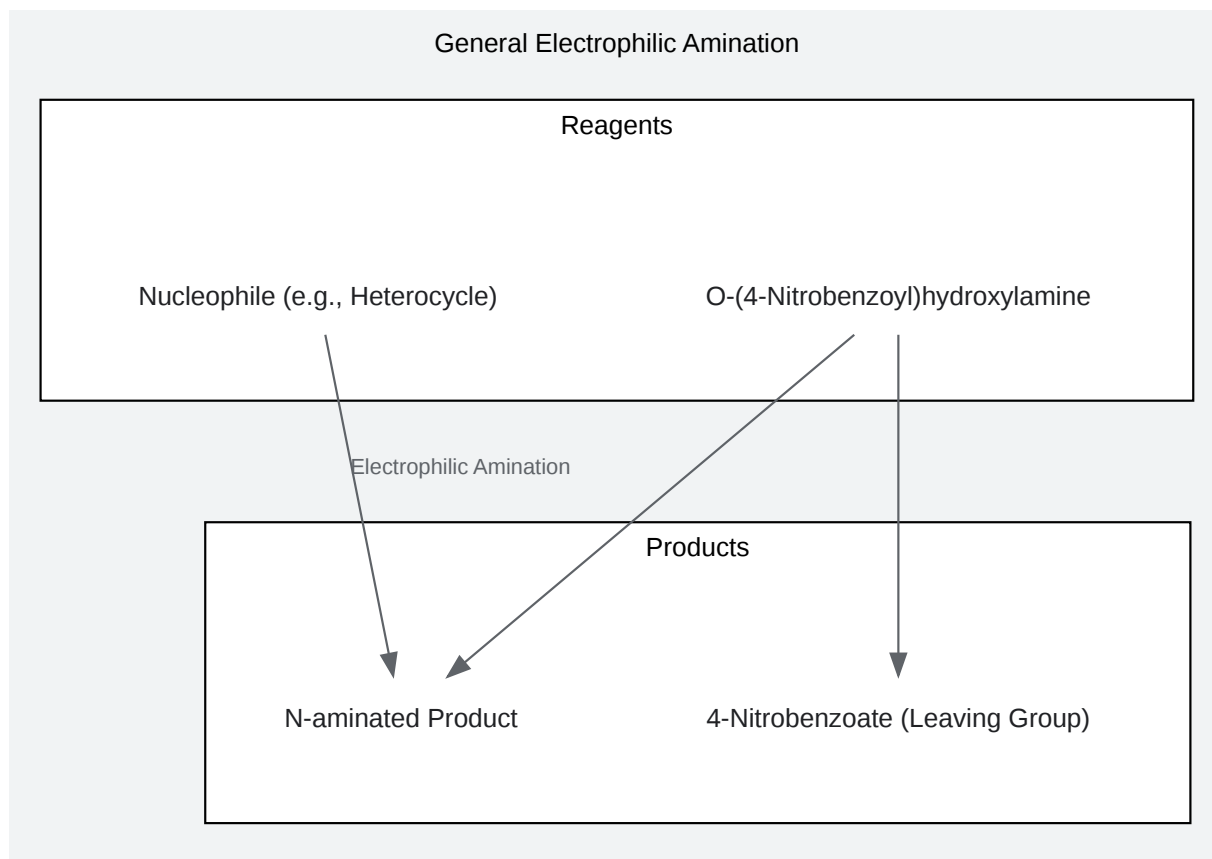 General Electrophilic Amination
Reagents
Nucleophile (e.g., Heterocycle)
O-(4-Nitrobenzoyl)hydroxylamine
Electrophilic Amination
Products
N-aminated Product
4-Nitrobenzoate (Leaving Group)